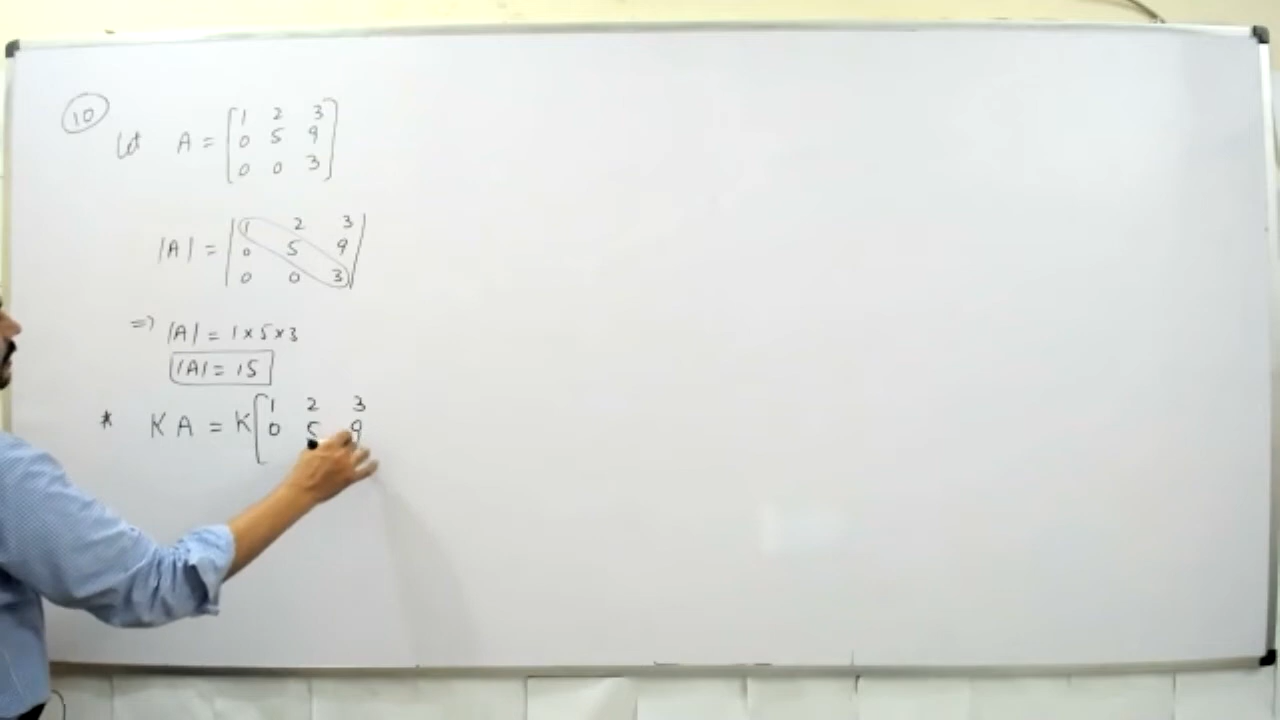 10
Let A = [1 2 3
0 5 9
0 0 3]
|A| = |1 2 3
0 5 9
0 0 3|
=> |A| = 1 x 5 x 3
|A| = 15
* K A = K [1 2 3
0 5 9